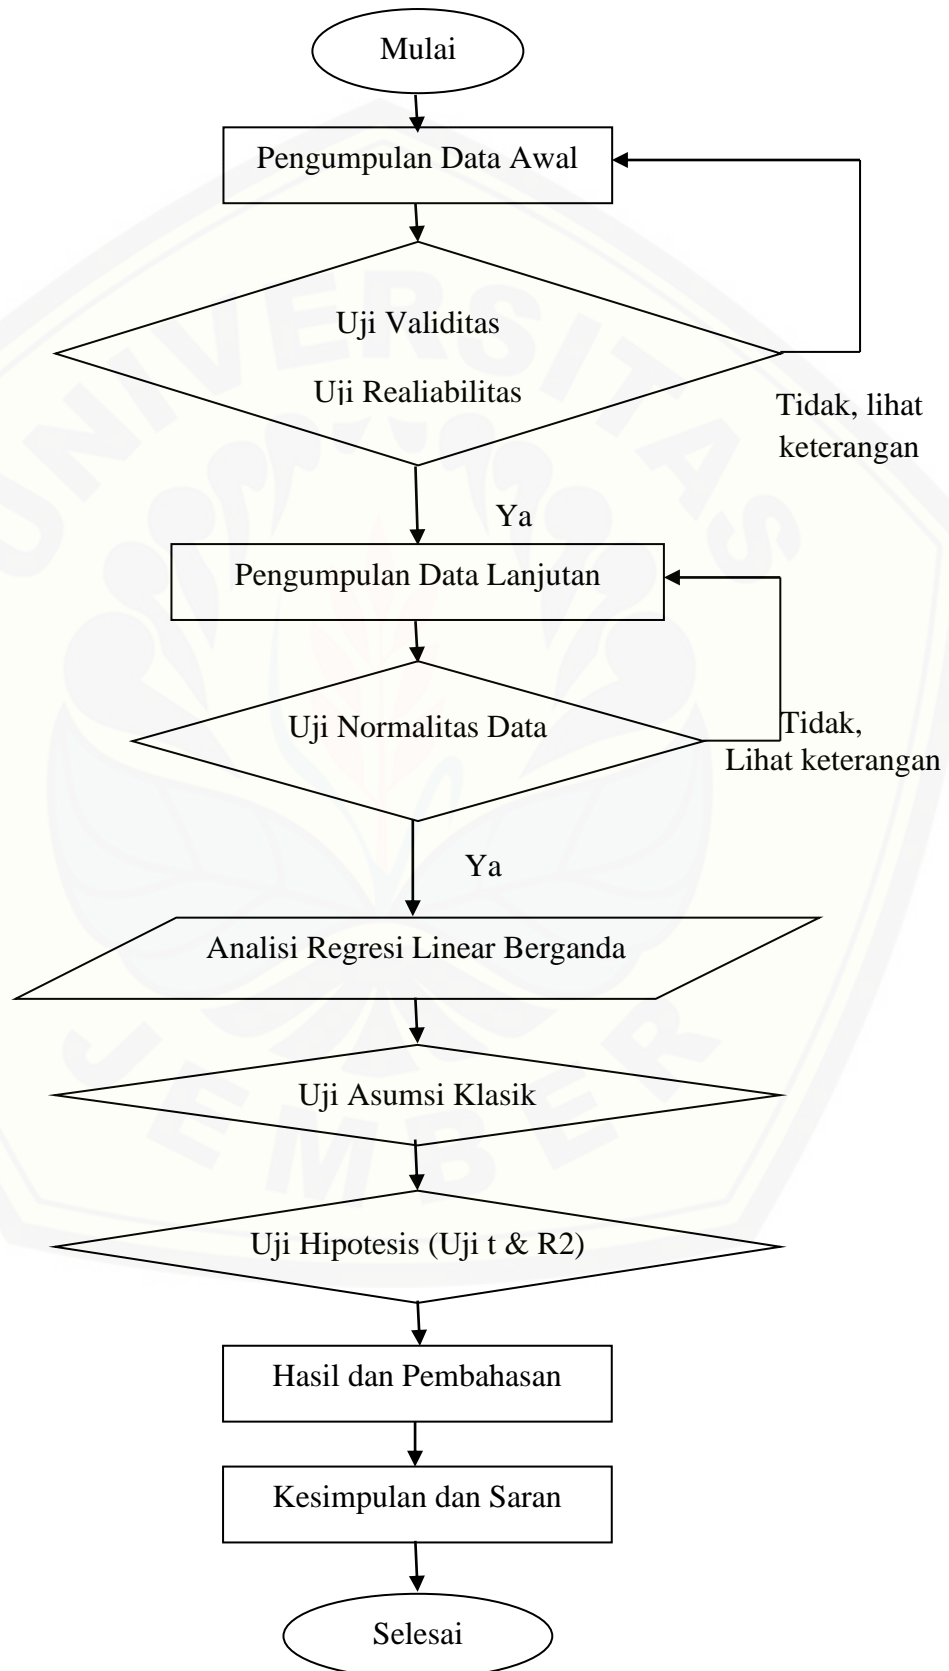 Mulai
Pengumpulan Data Awal
Uji Validitas
Uji Realiabilitas
Tidak, lihat
keterangan
Ya
Pengumpulan Data Lanjutan
Uji Normalitas Data
Tidak,
Lihat keterangan
Ya
Analisi Regresi Linear Berganda
Uji Asumsi Klasik
Uji Hipotesis (Uji t & R2)
Hasil dan Pembahasan
Kesimpulan dan Saran
Selesai
UNIVERSITAS
JEMBER